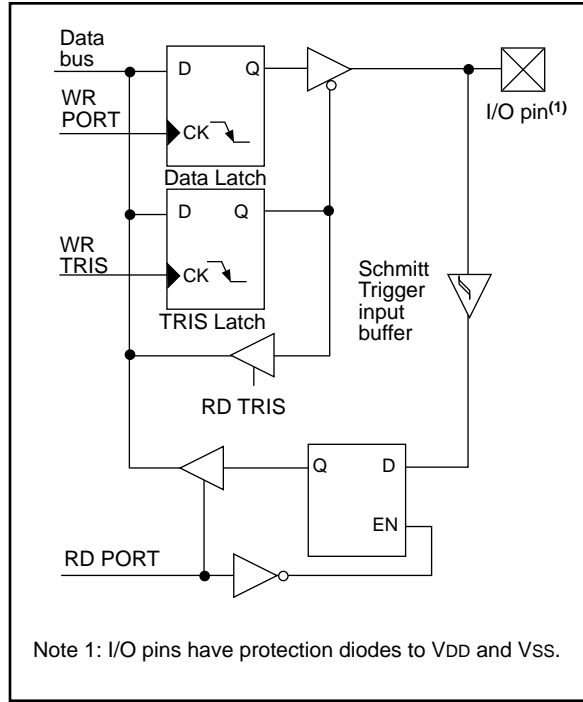 Data
bus
D
Q
WR
PORT
CK
I/O pin(1)
Data Latch
D
Q
WR
TRIS
CK
TRIS Latch
Schmitt
Trigger
input
buffer
RD TRIS
Q
D
EN
RD PORT
Note 1: I/O pins have protection diodes to VDD and VSS.